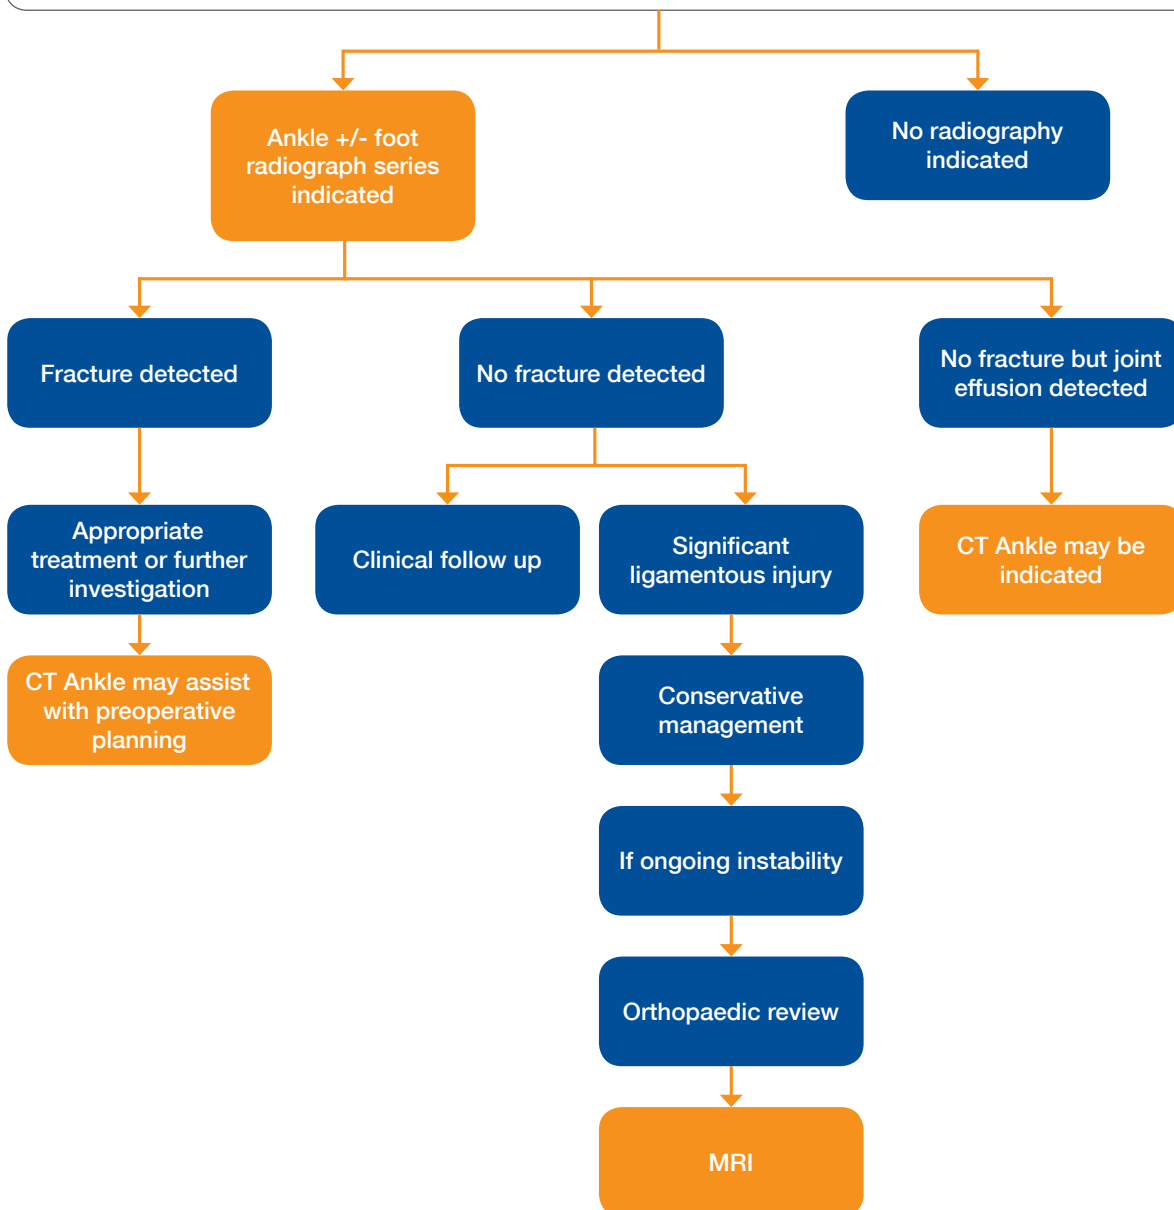 Ankle +/- foot
radiograph series
indicated
No radiography
indicated
Fracture detected
No fracture detected
No fracture but joint
effusion detected
Appropriate
treatment or further
investigation
Clinical follow up
Significant
ligamentous injury
CT Ankle may be
indicated
CT Ankle may assist
with preoperative
planning
Conservative
management
If ongoing instability
Orthopaedic review
MRI